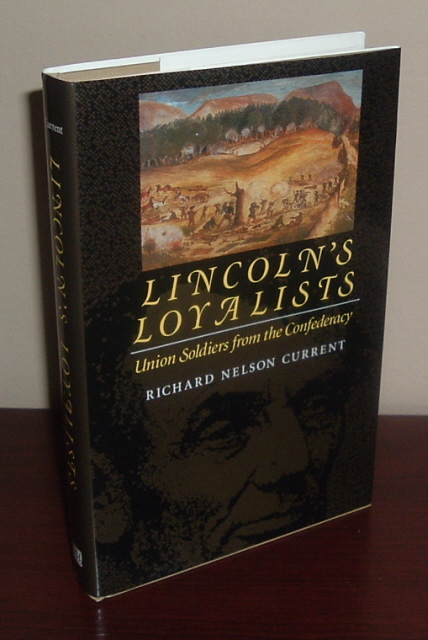 LINCOLN'S
LOYALISTS
Union Soldiers from the Confederacy
RICHARD NELSON CURRENT
Current
LINCOLN'S LOYALISTS